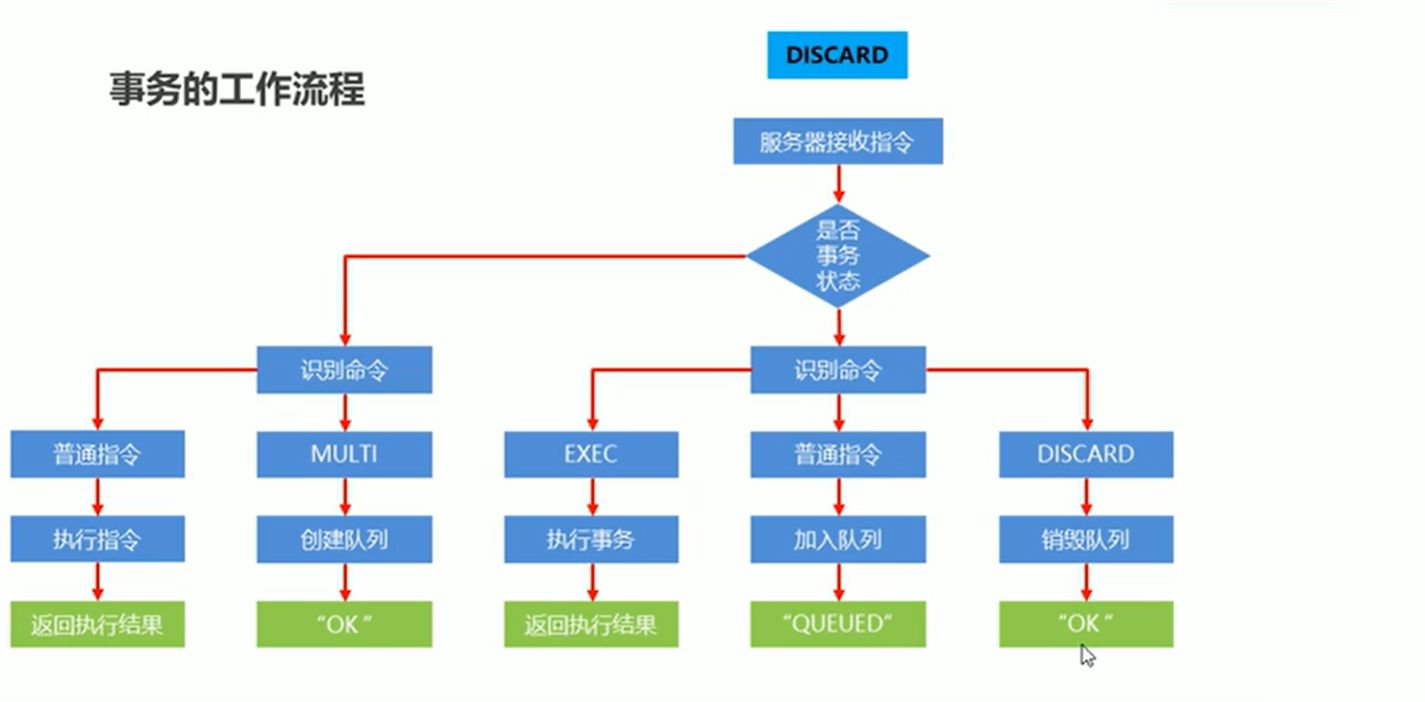 DISCARD
事务的工作流程
服务器接收指令
是否
事务
状态
识别命令
识别命令
普通指令
MULTI
EXEC
普通指令
DISCARD
执行指令
创建队列
执行事务
加入队列
销毁队列
返回执行结果
“OK”
返回执行结果
“QUEUED”
“OK”